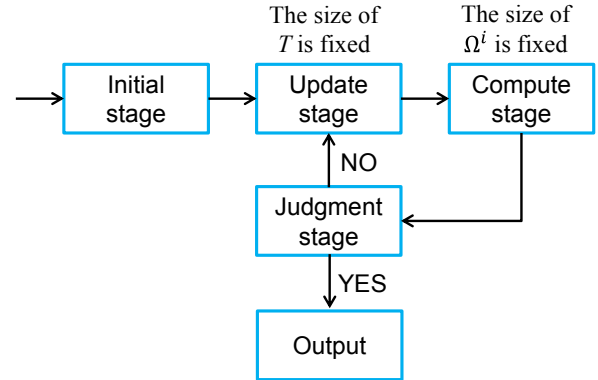 The size of
T is fixed
The size of
Ωⁱ is fixed
Initial
stage
Update
stage
Compute
stage
NO
Judgment
stage
YES
Output